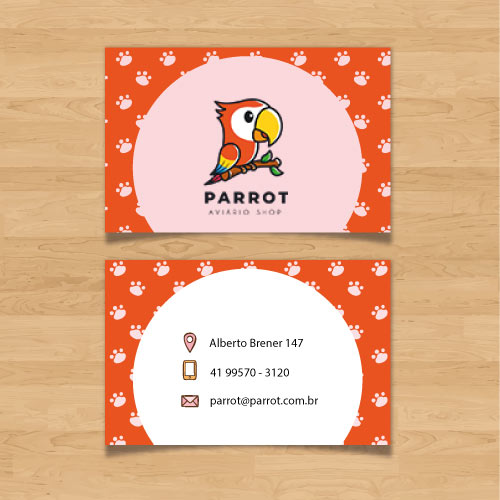 PARROT
AVIÁRIO SHOP
Alberto Brener 147
41 99570 - 3120
parrot@parrot.com.br